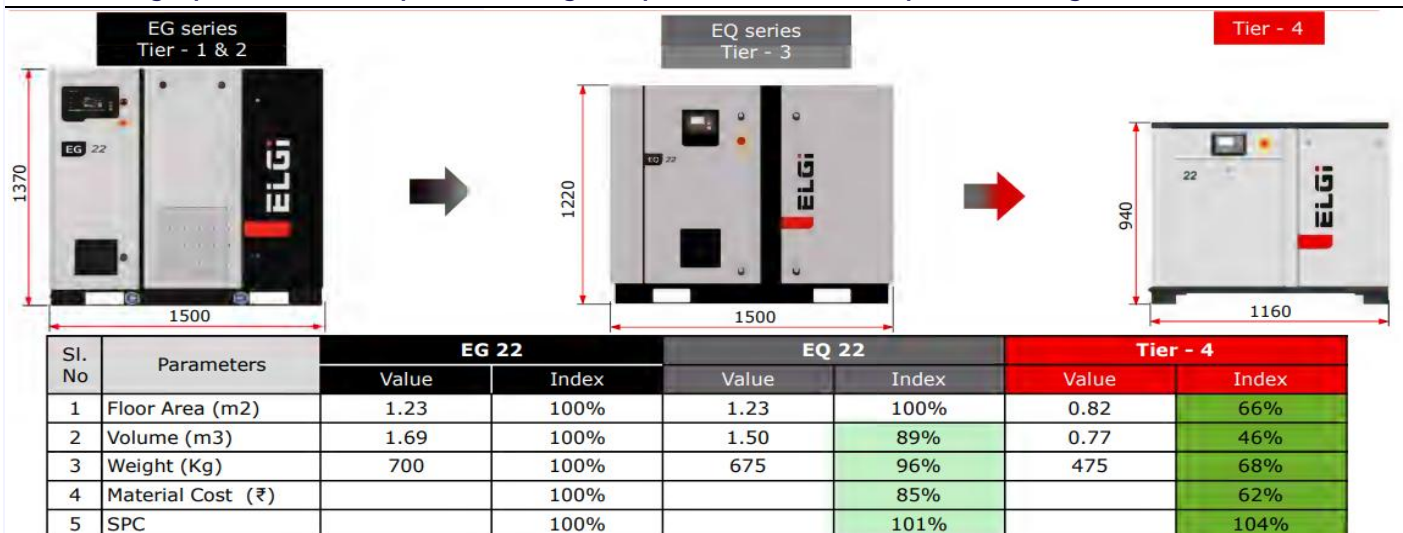 EG series
Tier - 1 & 2
EQ series
Tier - 3
Tier - 4
1370
EG 22
ELGi
1500
1220
EQ 22
ELGi
1500
940
22
ELGi
1160
Sl. No Parameters EG 22 EQ 22 Tier - 4
Value Index Value Index Value Index
1 Floor Area (m2) 1.23 100% 1.23 100% 0.82 66%
2 Volume (m3) 1.69 100% 1.50 89% 0.77 46%
3 Weight (Kg) 700 100% 675 96% 475 68%
4 Material Cost (₹) 100% 85% 62%
5 SPC 100% 101% 104%